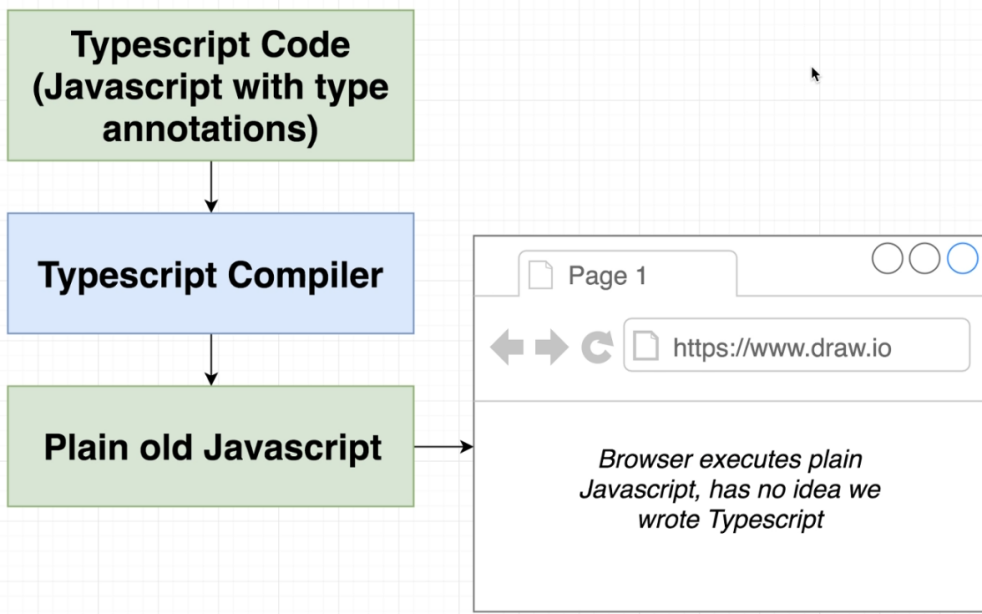 Typescript Code
(Javascript with type
annotations)
Typescript Compiler
Plain old Javascript
Page 1
https://www.draw.io
Browser executes plain
Javascript, has no idea we
wrote Typescript